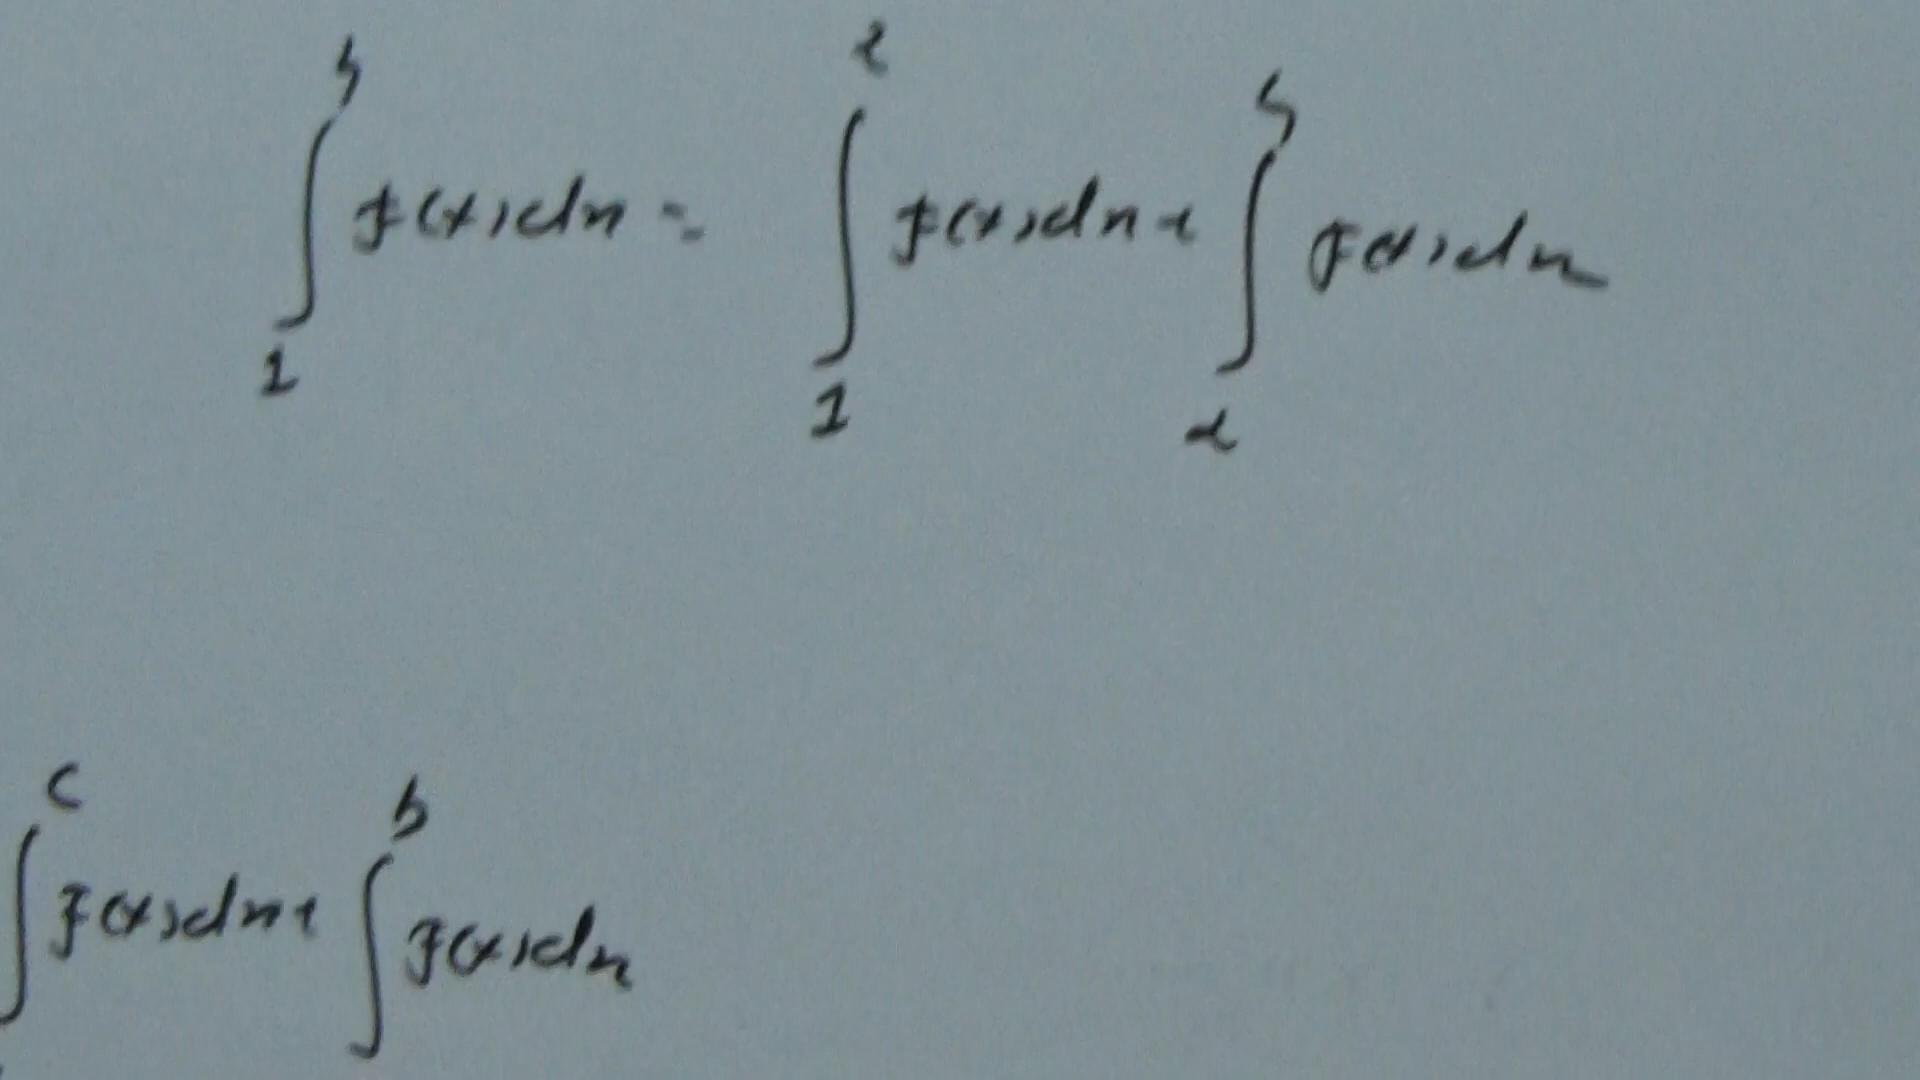 ∫₁⁵ f(x)dx = ∫₁² f(x)dx + ∫₂⁵ f(x)dx
∫ᶜ f(x)dx + ∫ᵇ f(x)dx